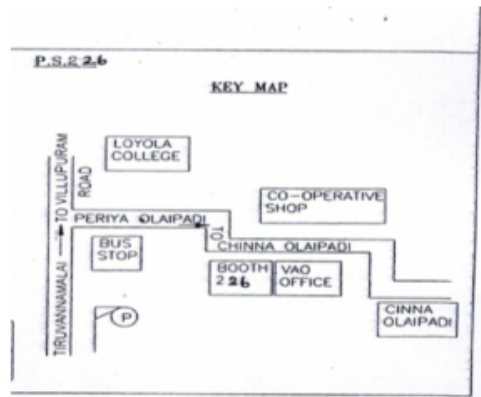 P.S.226
KEY MAP
LOYOLA
COLLEGE
TIRUVANNAMALAI → TO VILLUPURAM
ROAD
CO-OPERATIVE
SHOP
PERIYA OLAIPADI
TO
CHINNA OLAIPADI
BUS
STOP
BOOTH
226
VAO
OFFICE
P
CINNA
OLAIPADI